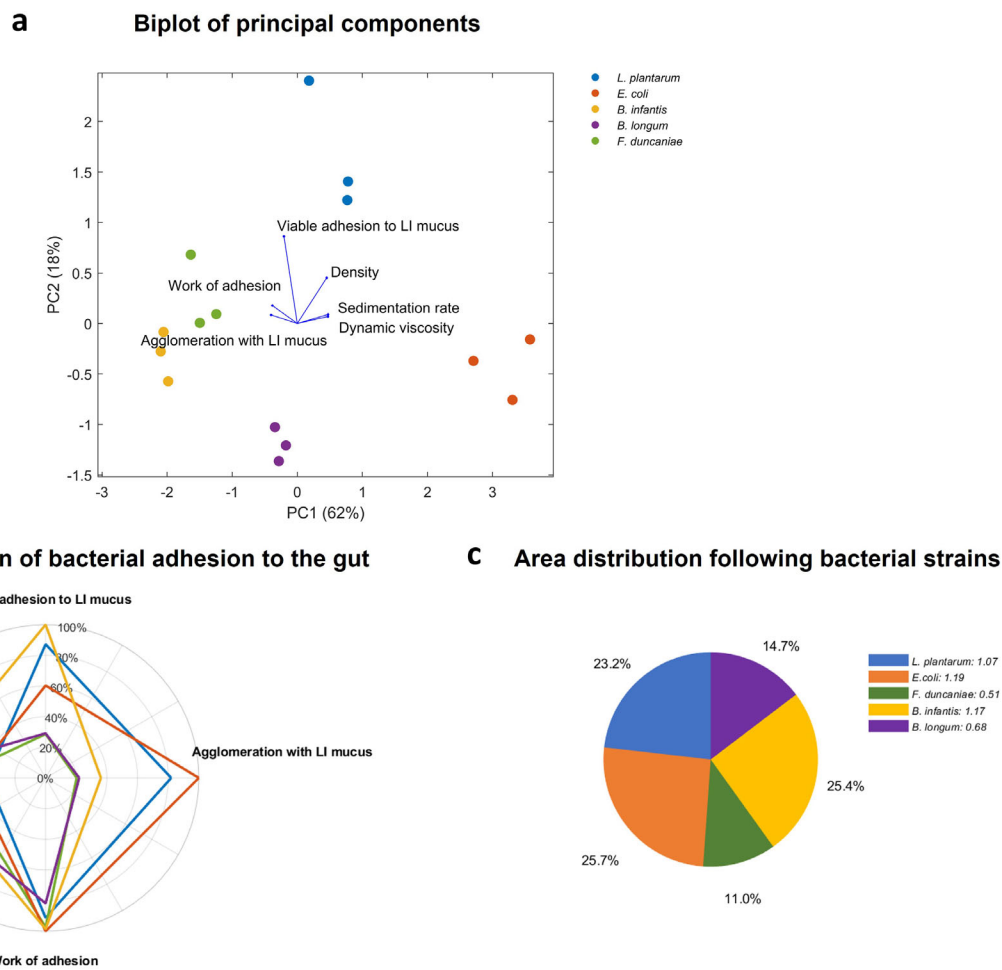 a
Biplot of principal components
L. plantarum
E. coli
B. infantis
B. longum
F. duncaniae
2
1.5
1
0.5
0
-0.5
-1
-1.5
PC2 (18%)
Viable adhesion to LI mucus
Density
Work of adhesion
Sedimentation rate
Dynamic viscosity
Agglomeration with LI mucus
-3 -2 -1 0 1 2 3
PC1 (62%)
n of bacterial adhesion to the gut
adhesion to LI mucus
100%
80%
60%
40%
20%
0%
Agglomeration with LI mucus
Work of adhesion
c
Area distribution following bacterial strains
14.7%
23.2%
25.4%
25.7%
11.0%
L. plantarum: 1.07
E.coli: 1.19
F. duncaniae: 0.51
B. infantis: 1.17
B. longum: 0.68